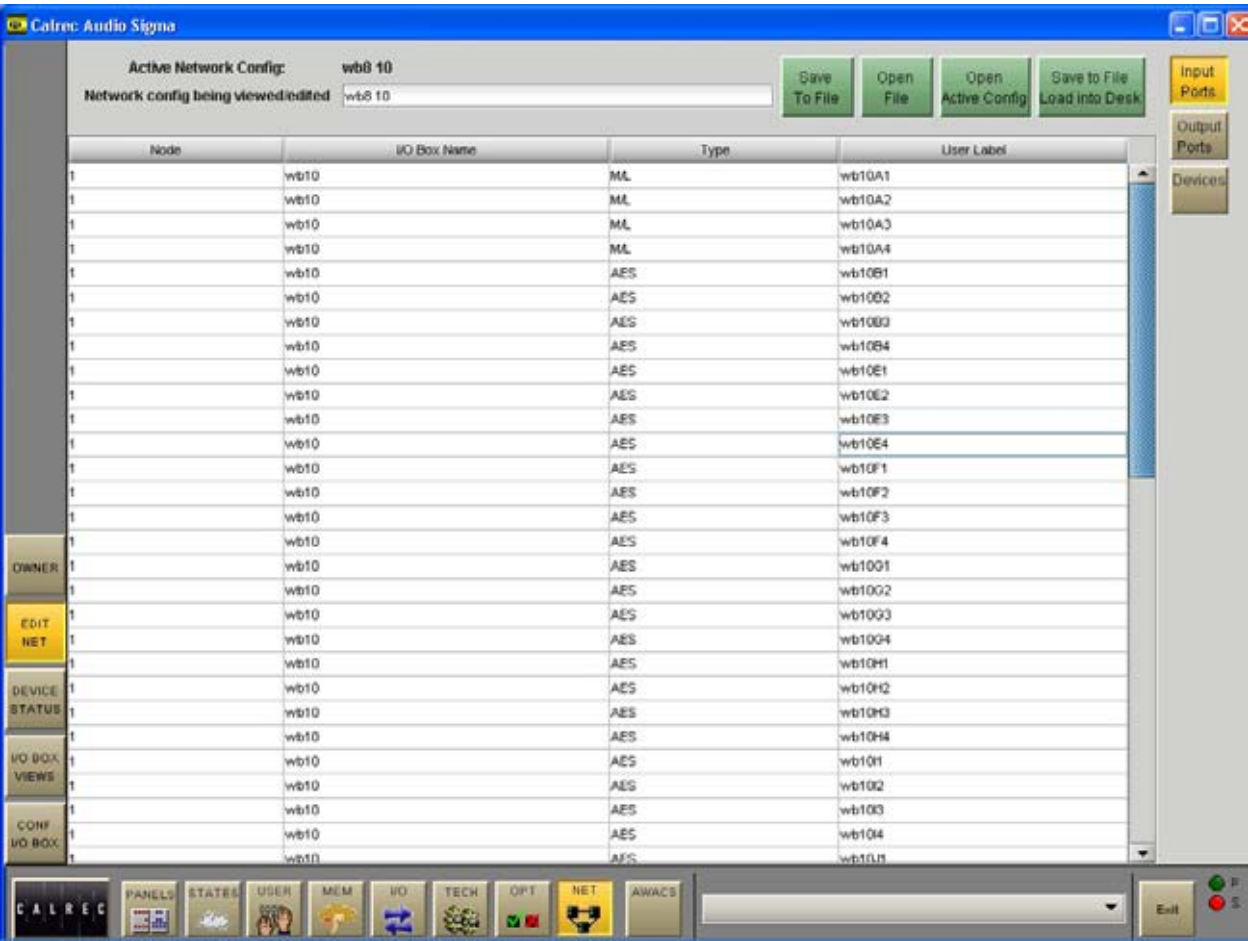 Calrec Audio Sigma
Active Network Config: wb8 10
Network config being viewed/edited wb8 10
Save To File
Open File
Open Active Config
Save to File Load into Desk
Input Ports
Output Ports
Devices
Node I/O Box Name Type User Label
1 wb10 M/L wb10A1
1 wb10 M/L wb10A2
1 wb10 M/L wb10A3
1 wb10 M/L wb10A4
1 wb10 AES wb10B1
1 wb10 AES wb10B2
1 wb10 AES wb10B3
1 wb10 AES wb10B4
1 wb10 AES wb10E1
1 wb10 AES wb10E2
1 wb10 AES wb10E3
1 wb10 AES wb10E4
1 wb10 AES wb10F1
1 wb10 AES wb10F2
1 wb10 AES wb10F3
1 wb10 AES wb10F4
1 wb10 AES wb10G1
1 wb10 AES wb10G2
1 wb10 AES wb10G3
1 wb10 AES wb10G4
1 wb10 AES wb10H1
1 wb10 AES wb10H2
1 wb10 AES wb10H3
1 wb10 AES wb10H4
1 wb10 AES wb10I1
1 wb10 AES wb10I2
1 wb10 AES wb10I3
1 wb10 AES wb10I4
1 wb10 AES wb10J1
OWNER
EDIT NET
DEVICE STATUS
I/O BOX VIEWS
CONF I/O BOX
CALREC
PANELS
STATES
USER
MEM
I/O
TECH
OPT
NET
AWACS
Exit
P
S